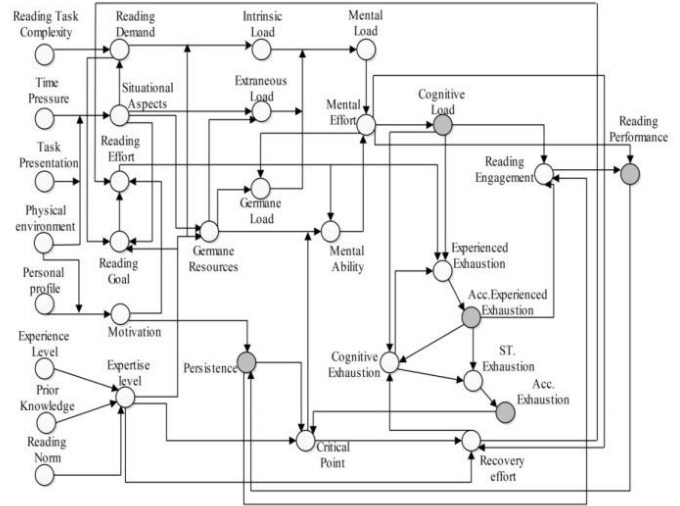 Reading Task
Complexity
Reading
Demand
Intrinsic
Load
Mental
Load
Time
Pressure
Situational
Aspects
Extraneous
Load
Mental
Effort
Cognitive
Load
Reading
Performance
Task
Presentation
Reading
Effort
Reading
Engagement
Physical
environment
Germane
Load
Personal
profile
Reading
Goal
Germane
Resources
Mental
Ability
Experienced
Exhaustion
Motivation
Acc.Experienced
Exhaustion
Experience
Level
Expertise
level
Persistence
Cognitive
Exhaustion
ST.
Exhaustion
Prior
Knowledge
Acc.
Exhaustion
Reading
Norm
Critical
Point
Recovery
effort